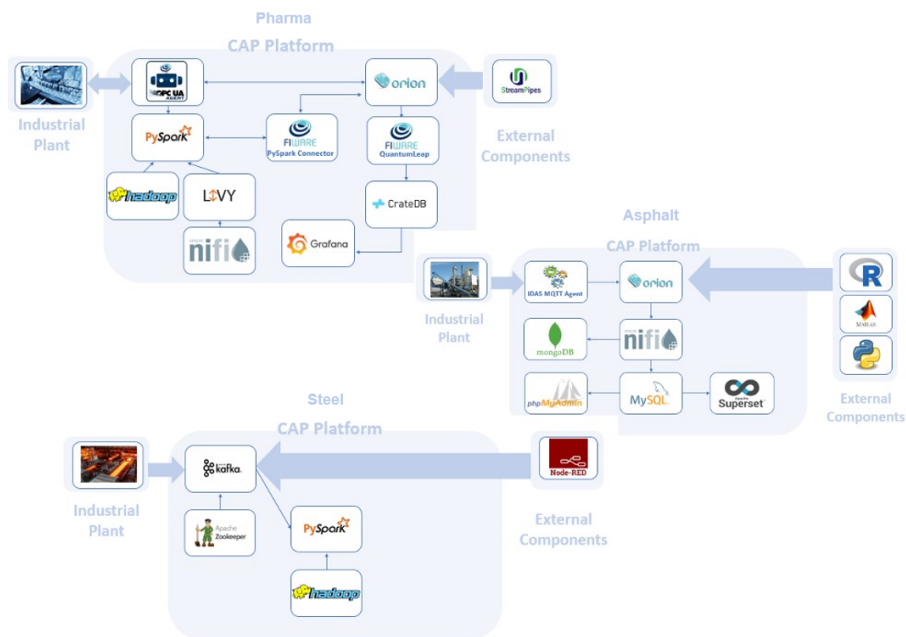 Pharma
CAP Platform
OPC UA
AGENT
orion
StreamPipes
Industrial
Plant
PySpark
FIWARE
PySpark Connector
FIWARE
QuantumLeap
External
Components
hadoop
LIVY
CrateDB
nifi
Grafana
Asphalt
CAP Platform
IDAS MQTT Agent
orion
R
MATLAB
Industrial
Plant
mongoDB
nifi
phpMyAdmin
MySQL
Superset
External
Components
Steel
CAP Platform
kafka
Node-RED
Industrial
Plant
Apache
Zookeeper
PySpark
External
Components
hadoop